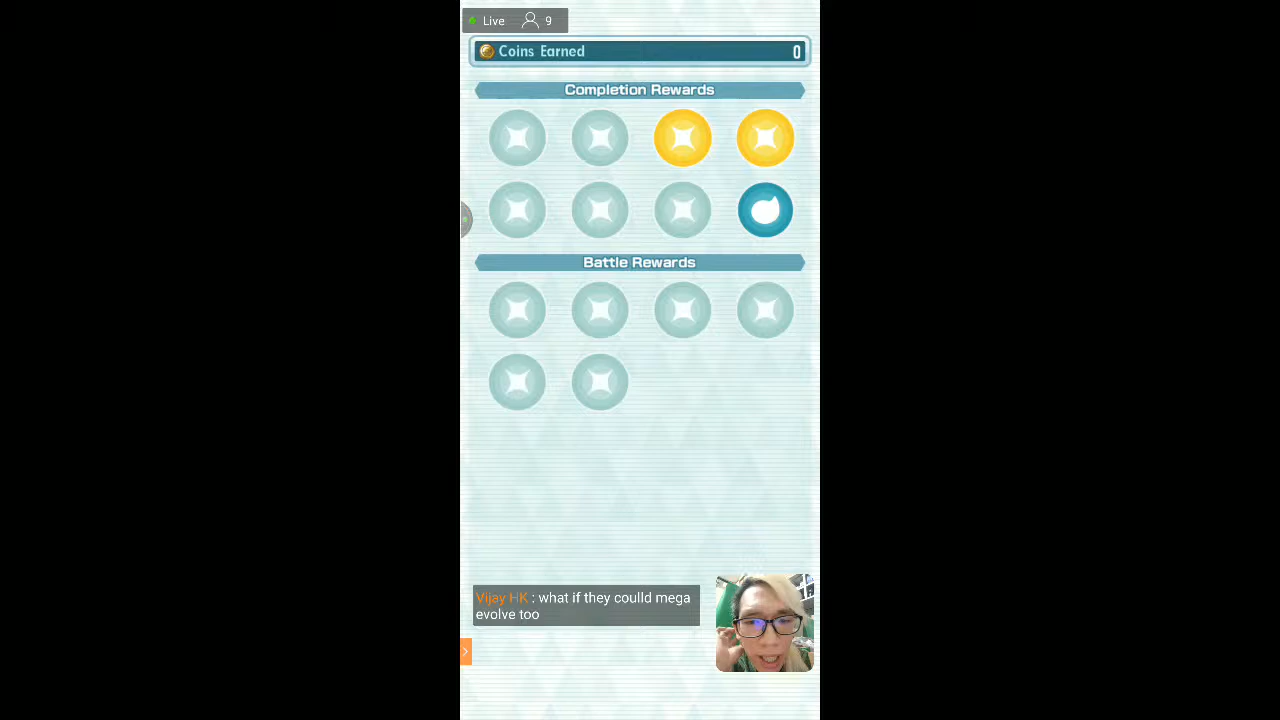 Live 9
Coins Earned 0
Completion Rewards
Battle Rewards
Vijay HK : what if they coulld mega
evolve too